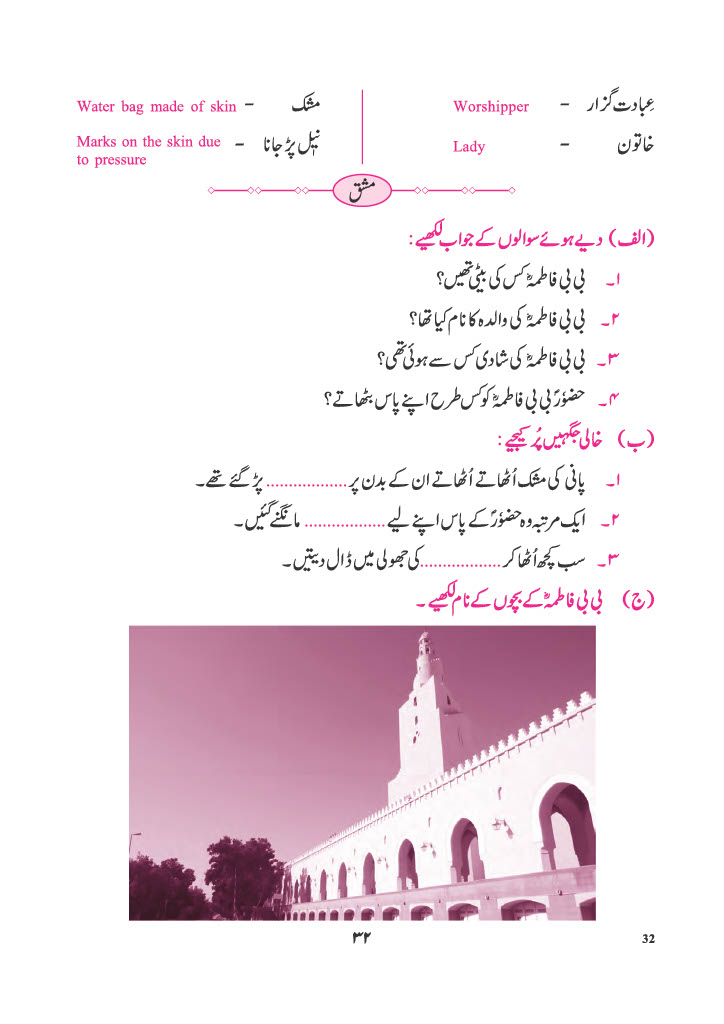 عِبادت گزار - Worshipper
خاتون - Lady
مشک - Water bag made of skin
نیٖل پڑ جانا - Marks on the skin due
to pressure
مشق
(الف) دیے ہوئے سوالوں کے جواب لکھیے:
۱۔ بی بی فاطمہؓ کس کی بیٹی تھیں؟
۲۔ بی بی فاطمہؓ کی والدہ کا نام کیا تھا؟
۳۔ بی بی فاطمہؓ کی شادی کس سے ہوئی تھی؟
۴۔ حضوٗرؐ بی بی فاطمہؓ کو کس طرح اپنے پاس بٹھاتے؟
(ب) خالی جگہیں پُر کیجیے:
۱۔ پانی کی مشک اُٹھاتے اُٹھاتے ان کے بدن پر .................. پڑ گئے تھے۔
۲۔ ایک مرتبہ وہ حضوٗرؐ کے پاس اپنے لیے .................. مانگنے گئیں۔
۳۔ سب کچھ اُٹھا کر .................. کی جھولی میں ڈال دیتیں۔
(ج) بی بی فاطمہؓ کے بچوں کے نام لکھیے۔
۳۲
32